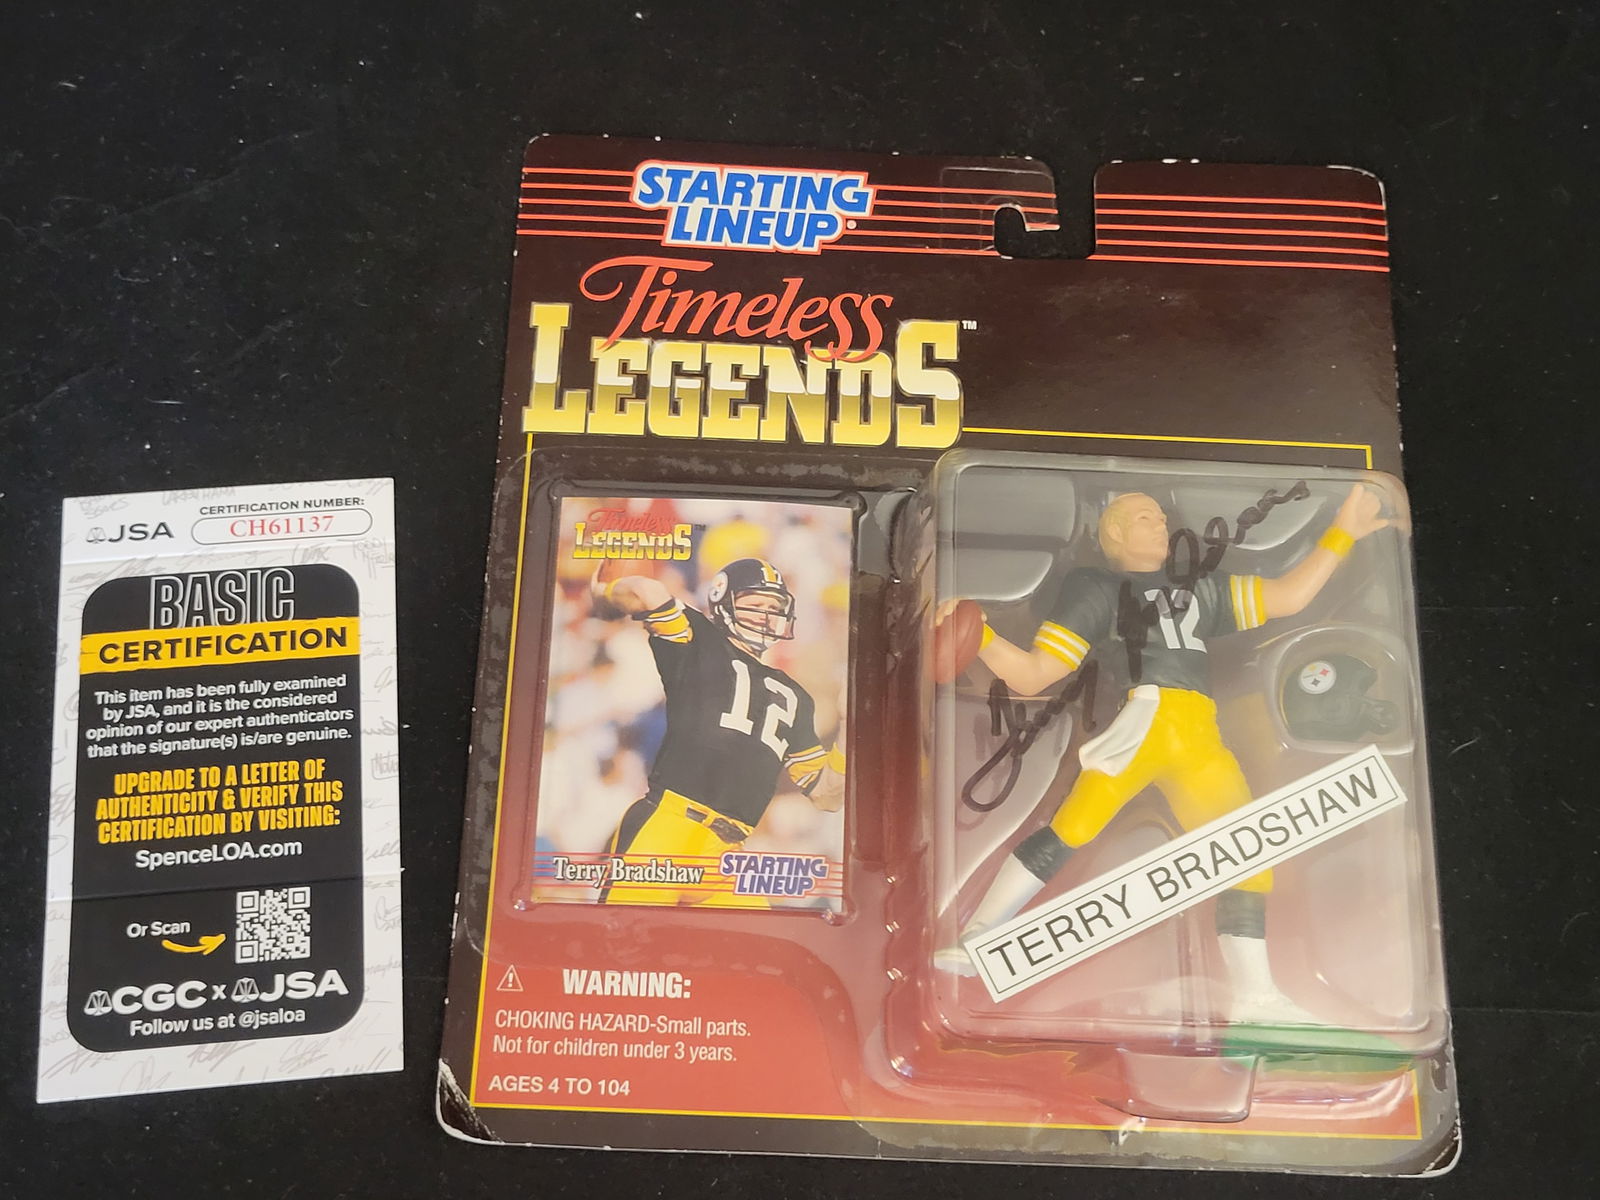 JSA
CERTIFICATION NUMBER:
CH61137
BASIC
CERTIFICATION
This item has been fully examined
by JSA, and it is the considered
opinion of our expert authenticators
that the signature(s) is/are genuine.
UPGRADE TO A LETTER OF
AUTHENTICITY & VERIFY THIS
CERTIFICATION BY VISITING:
SpenceLOA.com
Or Scan
CGC x JSA
Follow us at @jsaloa
STARTING
LINEUP®
Timeless
LEGENDS™
Timeless
LEGENDS™
12
Terry Bradshaw
STARTING
LINEUP
Terry Bradshaw
12
TERRY BRADSHAW
WARNING:
CHOKING HAZARD-Small parts.
Not for children under 3 years.
AGES 4 TO 104